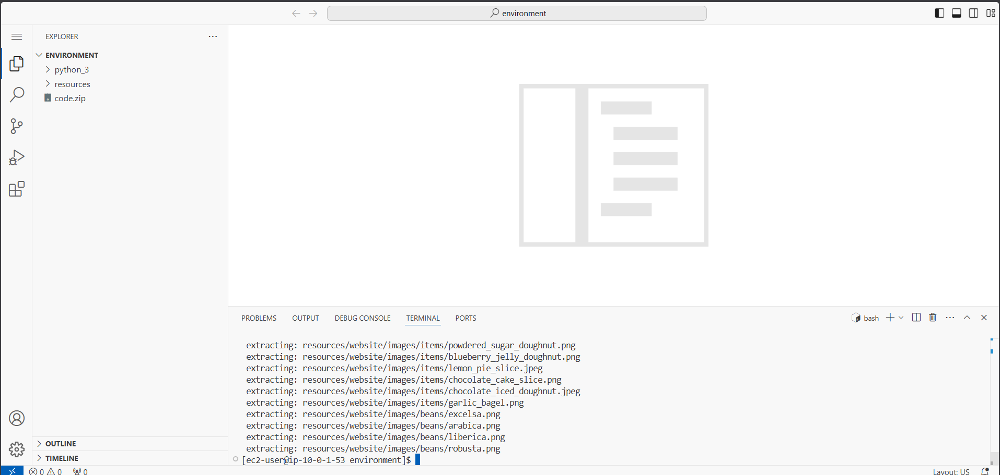 environment
EXPLORER
ENVIRONMENT
python_3
resources
code.zip
OUTLINE
TIMELINE
PROBLEMS OUTPUT DEBUG CONSOLE TERMINAL PORTS
bash
extracting: resources/website/images/items/powdered_sugar_doughnut.png
extracting: resources/website/images/items/blueberry_jelly_doughnut.png
extracting: resources/website/images/items/lemon_pie_slice.jpeg
extracting: resources/website/images/items/chocolate_cake_slice.png
extracting: resources/website/images/items/chocolate_iced_doughnut.jpeg
extracting: resources/website/images/items/garlic_bagel.png
extracting: resources/website/images/beans/excelsa.png
extracting: resources/website/images/beans/arabica.png
extracting: resources/website/images/beans/liberica.png
extracting: resources/website/images/beans/robusta.png
[ec2-user@ip-10-0-1-53 environment]$
0 0 0 Layout: US